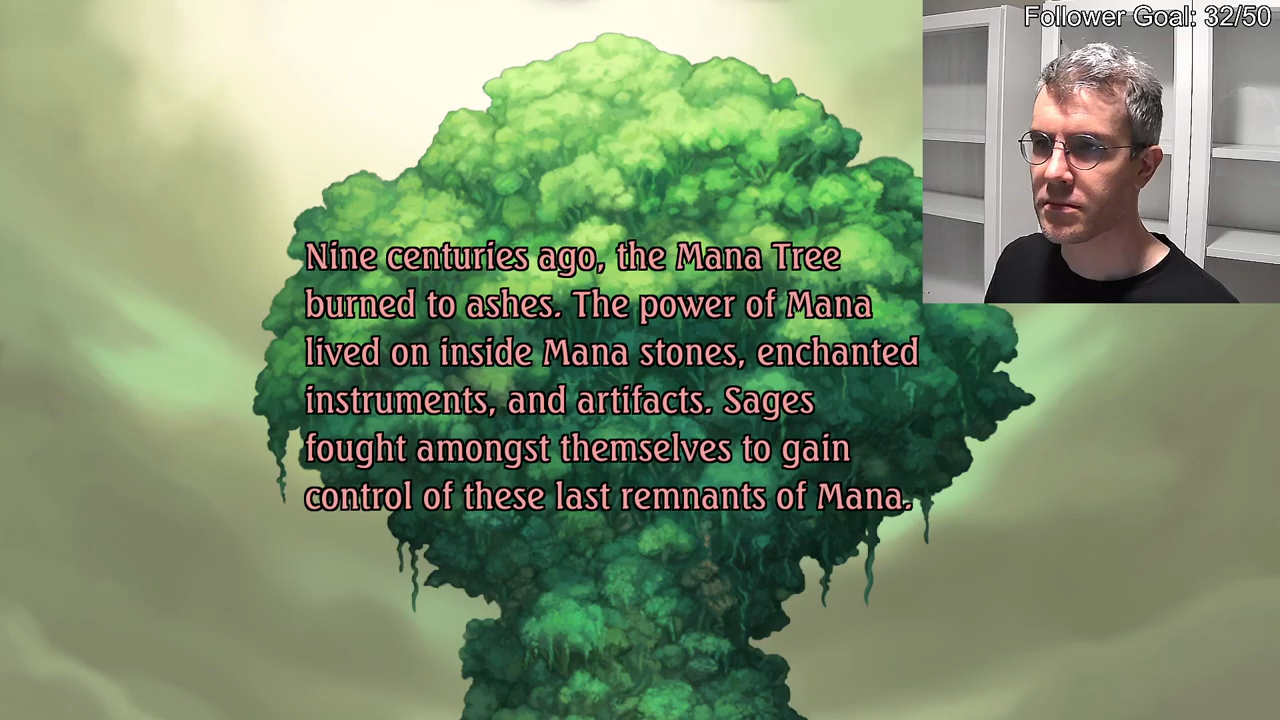 Follower Goal: 32/50
Nine centuries ago, the Mana Tree
burned to ashes. The power of Mana
lived on inside Mana stones, enchanted
instruments, and artifacts. Sages
fought amongst themselves to gain
control of these last remnants of Mana.